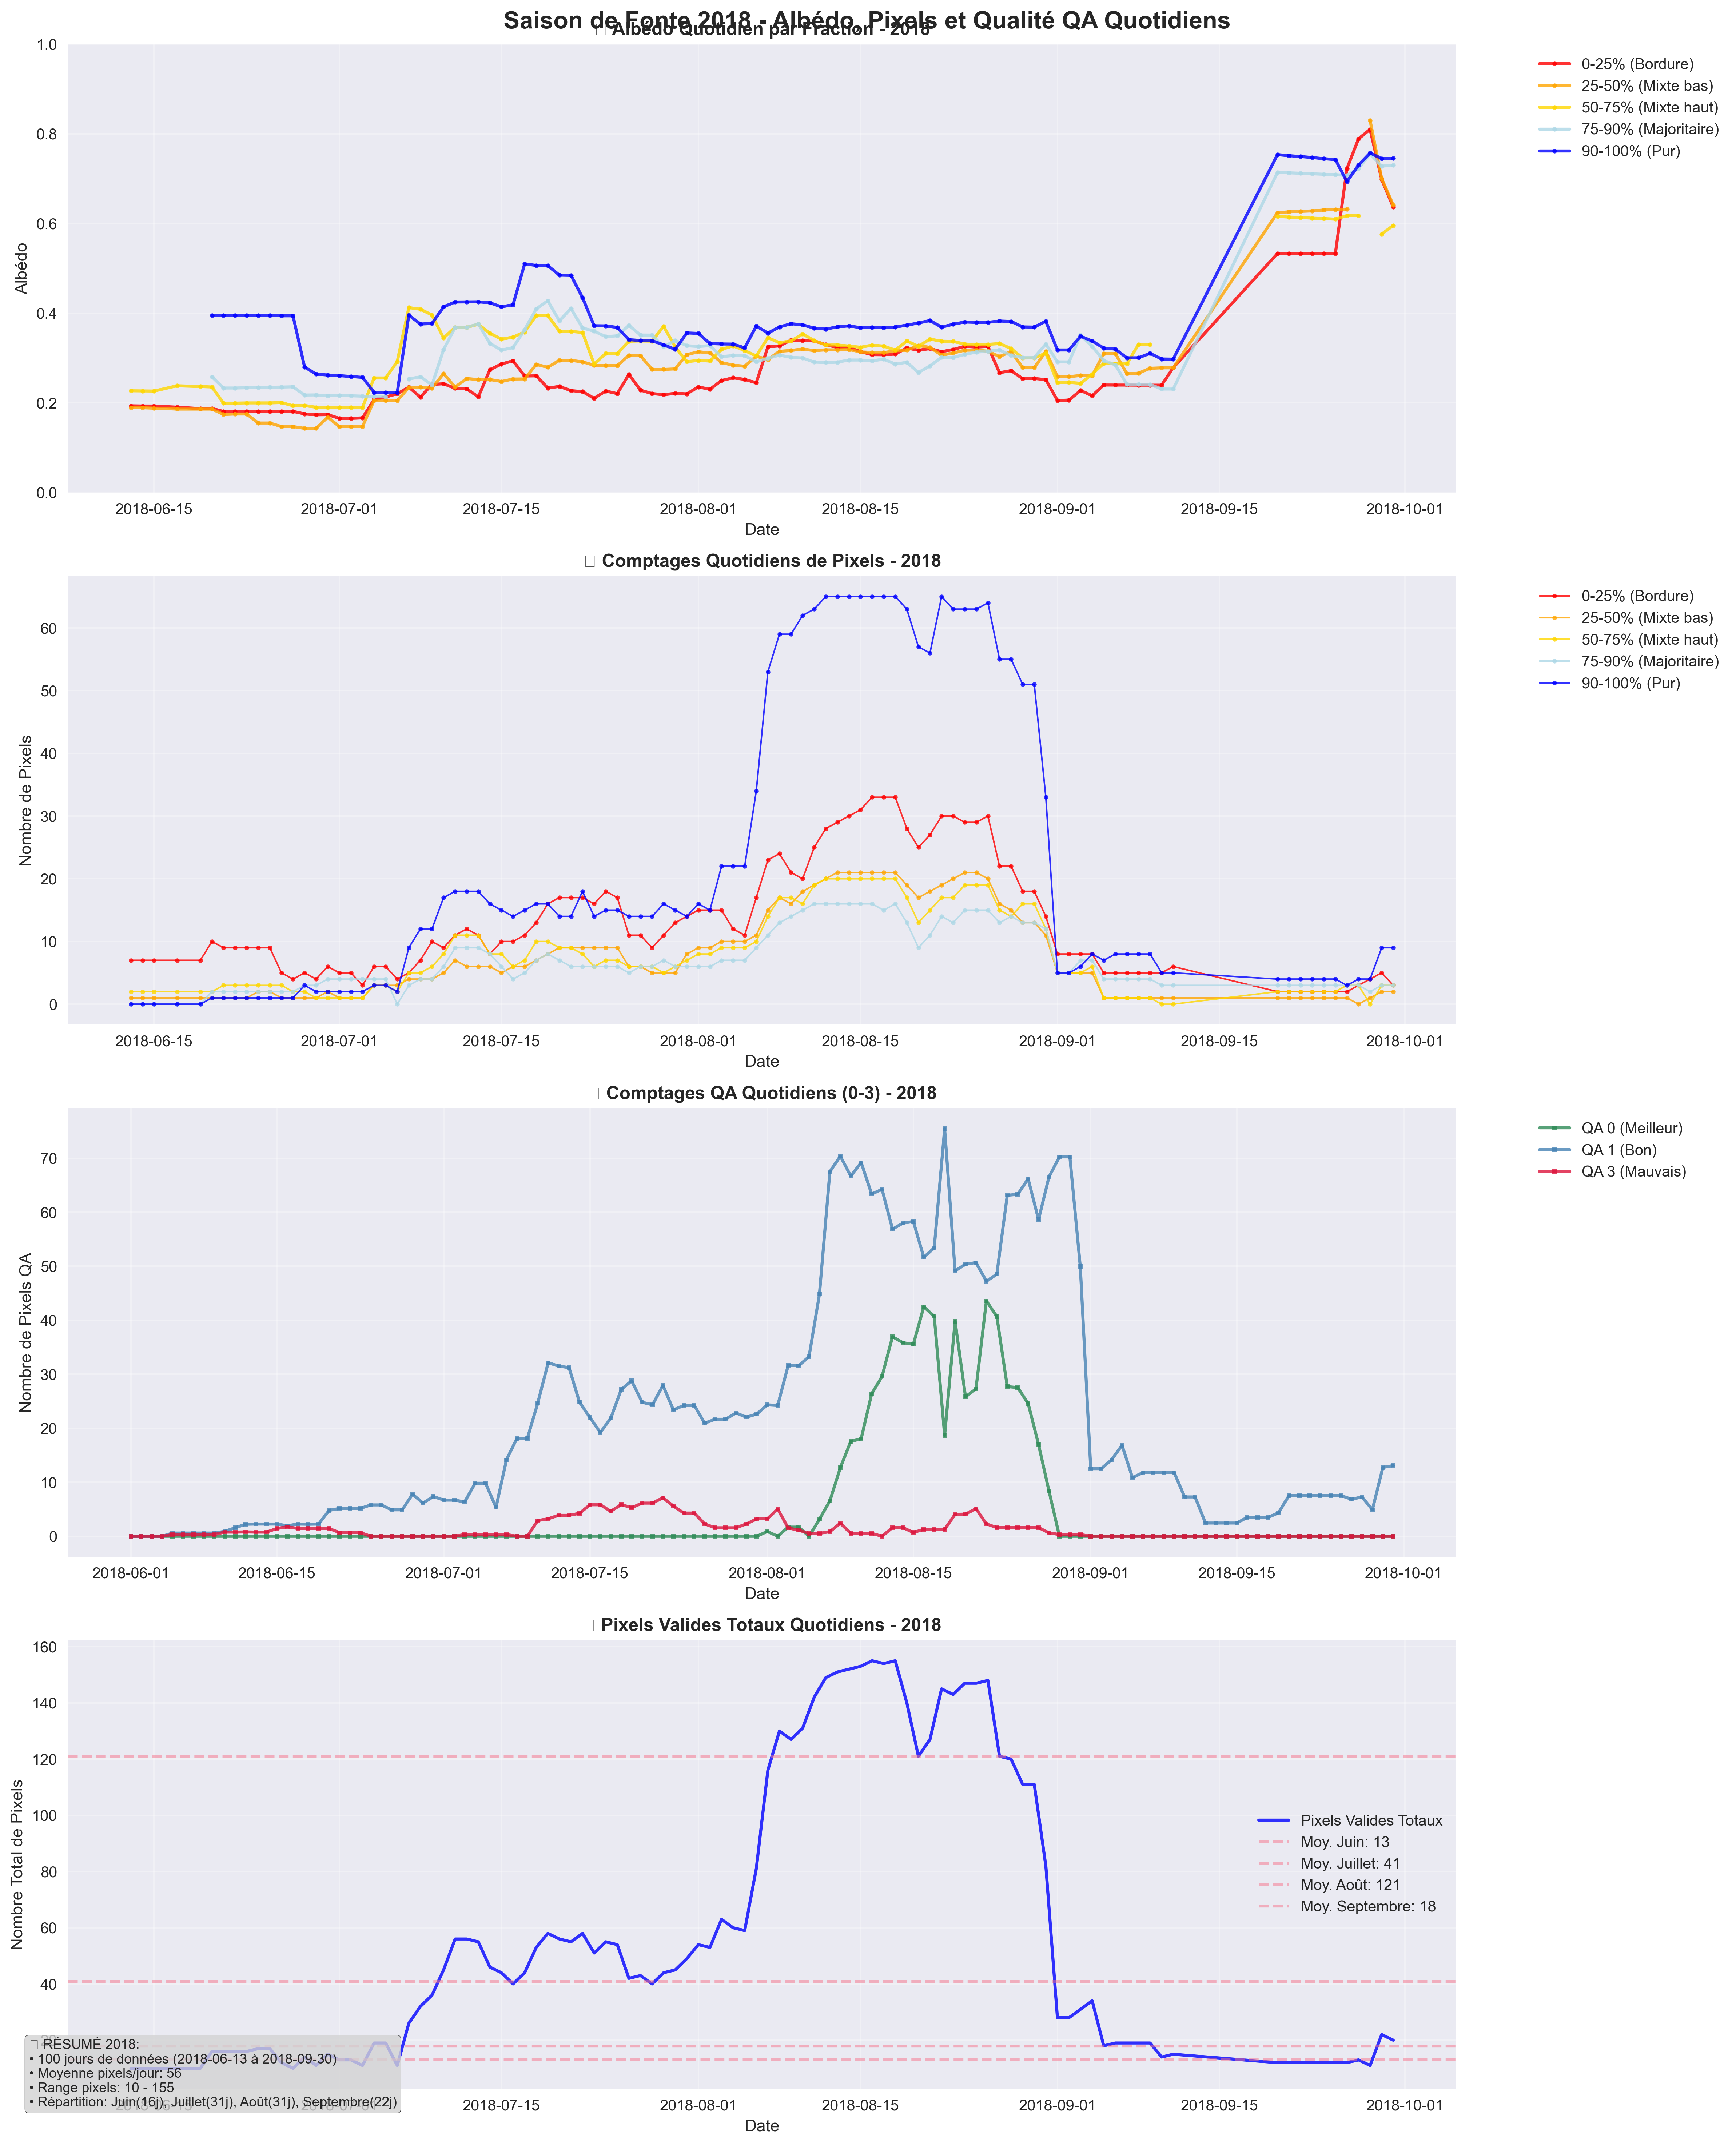 Saison de Fonte 2018 - Albédo, Pixels et Qualité QA Quotidiens
Albédo Quotidien par Fraction - 2018
1.0
0.8
0.6
0.4
0.2
0.0
Albédo
2018-06-15 2018-07-01 2018-07-15 2018-08-01 2018-08-15 2018-09-01 2018-09-15 2018-10-01
Date
0-25% (Bordure)
25-50% (Mixte bas)
50-75% (Mixte haut)
75-90% (Majoritaire)
90-100% (Pur)
Comptages Quotidiens de Pixels - 2018
60
50
40
30
20
10
0
Nombre de Pixels
2018-06-15 2018-07-01 2018-07-15 2018-08-01 2018-08-15 2018-09-01 2018-09-15 2018-10-01
Date
0-25% (Bordure)
25-50% (Mixte bas)
50-75% (Mixte haut)
75-90% (Majoritaire)
90-100% (Pur)
Comptages QA Quotidiens (0-3) - 2018
70
60
50
40
30
20
10
0
Nombre de Pixels QA
2018-06-01 2018-06-15 2018-07-01 2018-07-15 2018-08-01 2018-08-15 2018-09-01 2018-09-15 2018-10-01
Date
QA 0 (Meilleur)
QA 1 (Bon)
QA 3 (Mauvais)
Pixels Valides Totaux Quotidiens - 2018
160
140
120
100
80
60
40
Nombre Total de Pixels
Pixels Valides Totaux
Moy. Juin: 13
Moy. Juillet: 41
Moy. Août: 121
Moy. Septembre: 18
RÉSUMÉ 2018:
• 100 jours de données (2018-06-13 à 2018-09-30)
• Moyenne pixels/jour: 56
• Range pixels: 10 - 155
• Répartition: Juin(16j), Juillet(31j), Août(31j), Septembre(22j)
2018-07-15 2018-08-01 2018-08-15 2018-09-01 2018-09-15 2018-10-01
Date